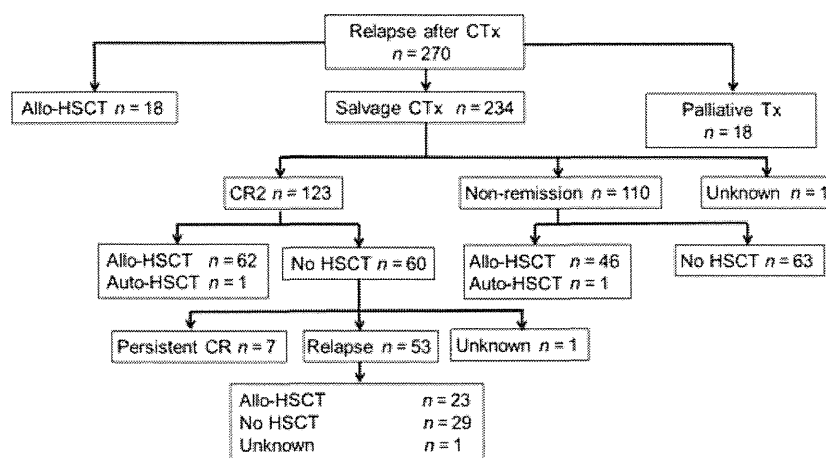 Relapse after CTx
n = 270
Allo-HSCT n = 18
Salvage CTx n = 234
Palliative Tx
n = 18
CR2 n = 123
Non-remission n = 110
Unknown n = 1
Allo-HSCT n = 62
Auto-HSCT n = 1
No HSCT n = 60
Allo-HSCT n = 46
Auto-HSCT n = 1
No HSCT n = 63
Persistent CR n = 7
Relapse n = 53
Unknown n = 1
Allo-HSCT n = 23
No HSCT n = 29
Unknown n = 1